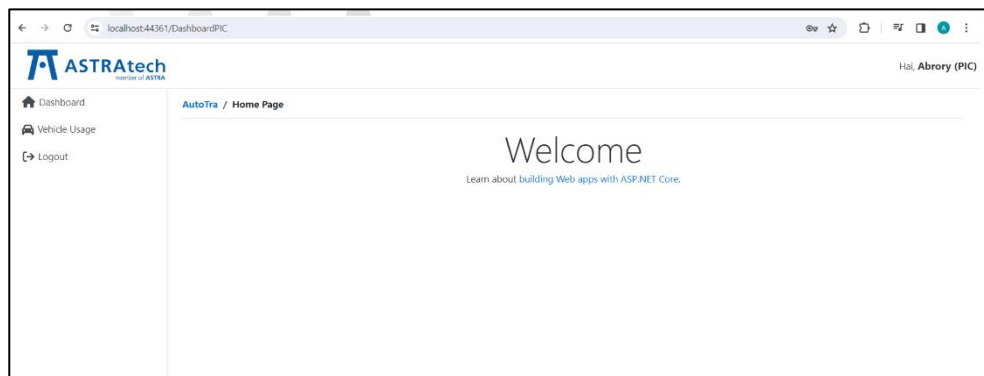 localhost:44361/DashboardPIC
A
ASTRAtech
member of ASTRA
Hai, Abrory (PIC)
Dashboard
AutoTra / Home Page
Vehicle Usage
Logout
Welcome
Learn about building Web apps with ASP.NET Core.